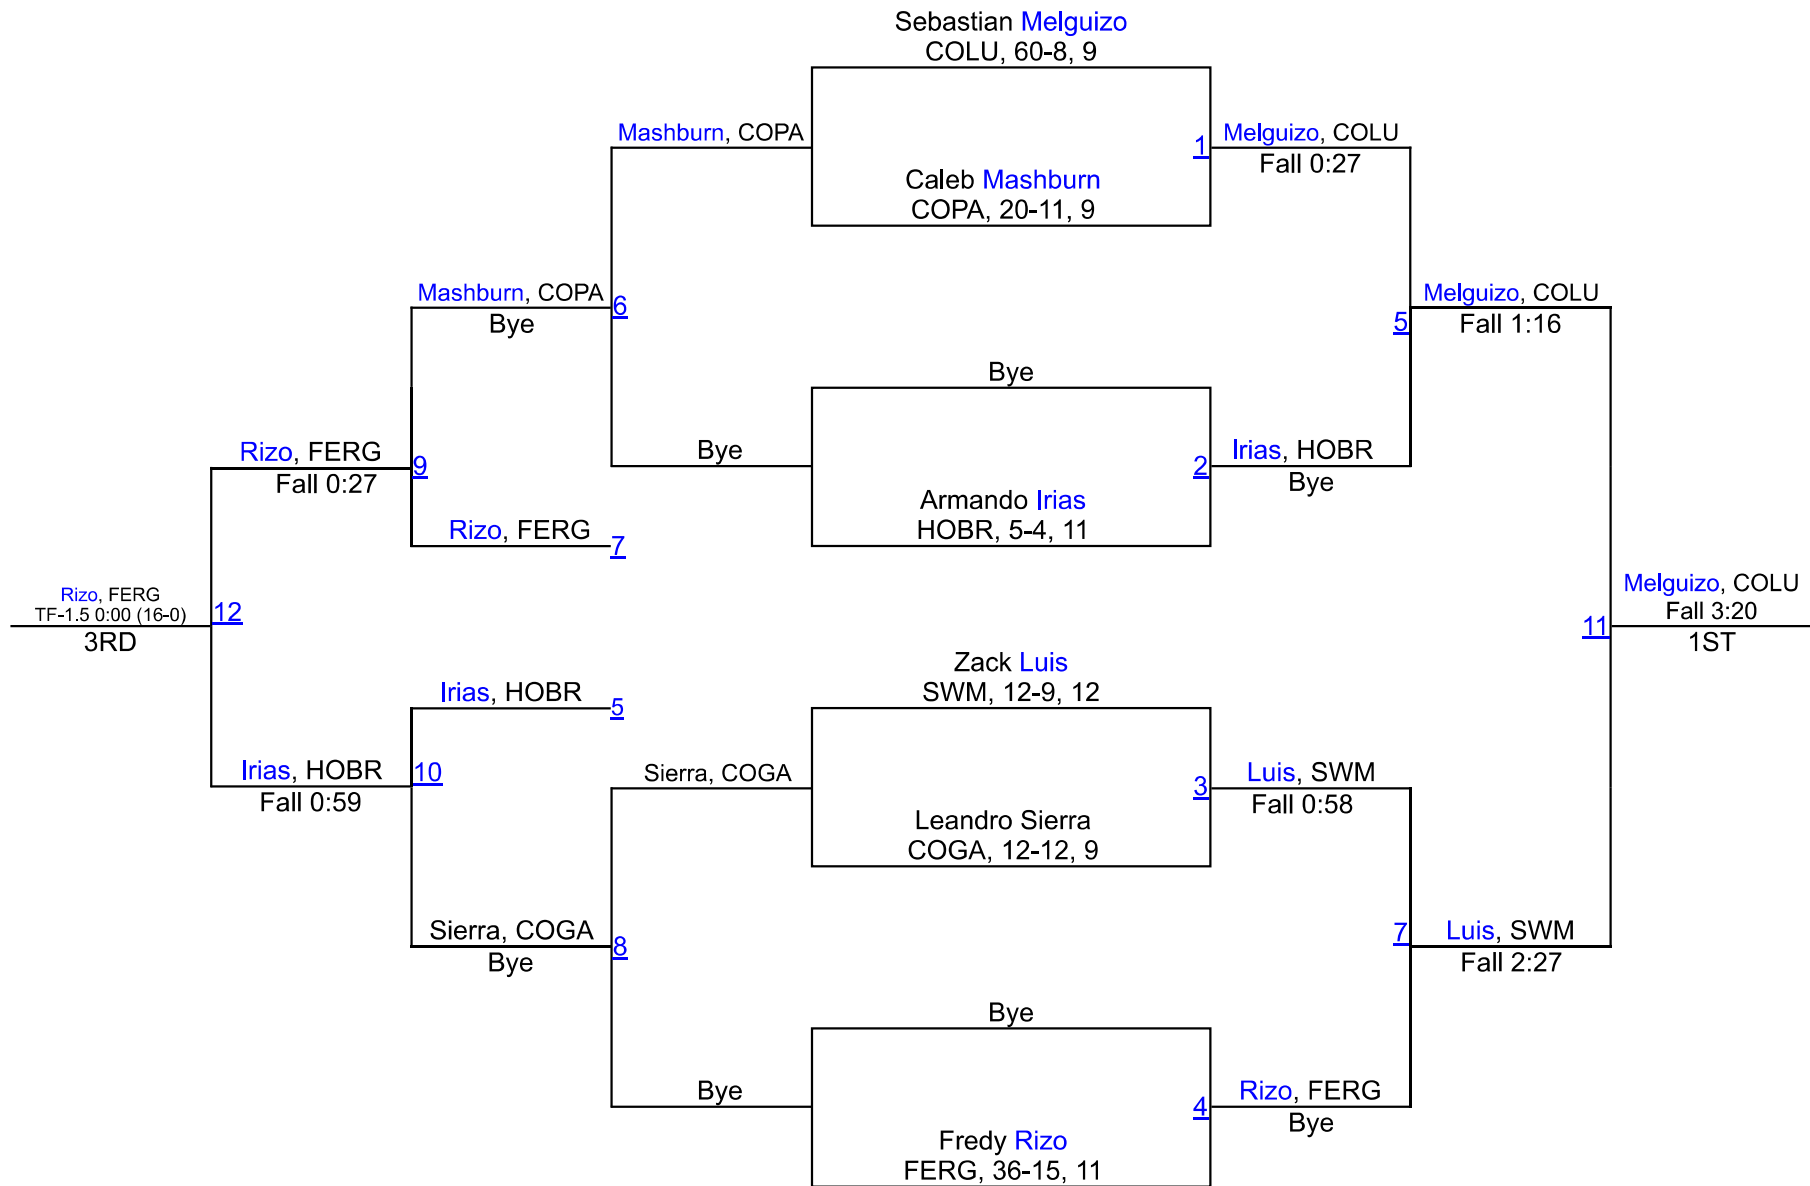 Sebastian Melguizo
COLU, 60-8, 9
Mashburn, COPA
1
Melguizo, COLU
Fall 0:27
Caleb Mashburn
COPA, 20-11, 9
Mashburn, COPA
Bye
6
Melguizo, COLU
Fall 1:16
5
Bye
Rizo, FERG
Fall 0:27
9
Bye
2
Irias, HOBR
Bye
Armando Irias
HOBR, 5-4, 11
Rizo, FERG
7
Rizo, FERG
TF-1.5 0:00 (16-0)
3RD
12
Melguizo, COLU
Fall 3:20
1ST
11
Zack Luis
SWM, 12-9, 12
Irias, HOBR
5
Irias, HOBR
Fall 0:59
10
Sierra, COGA
3
Luis, SWM
Fall 0:58
Leandro Sierra
COGA, 12-12, 9
Sierra, COGA
Bye
8
7
Luis, SWM
Fall 2:27
Bye
Bye
4
Rizo, FERG
Bye
Fredy Rizo
FERG, 36-15, 11